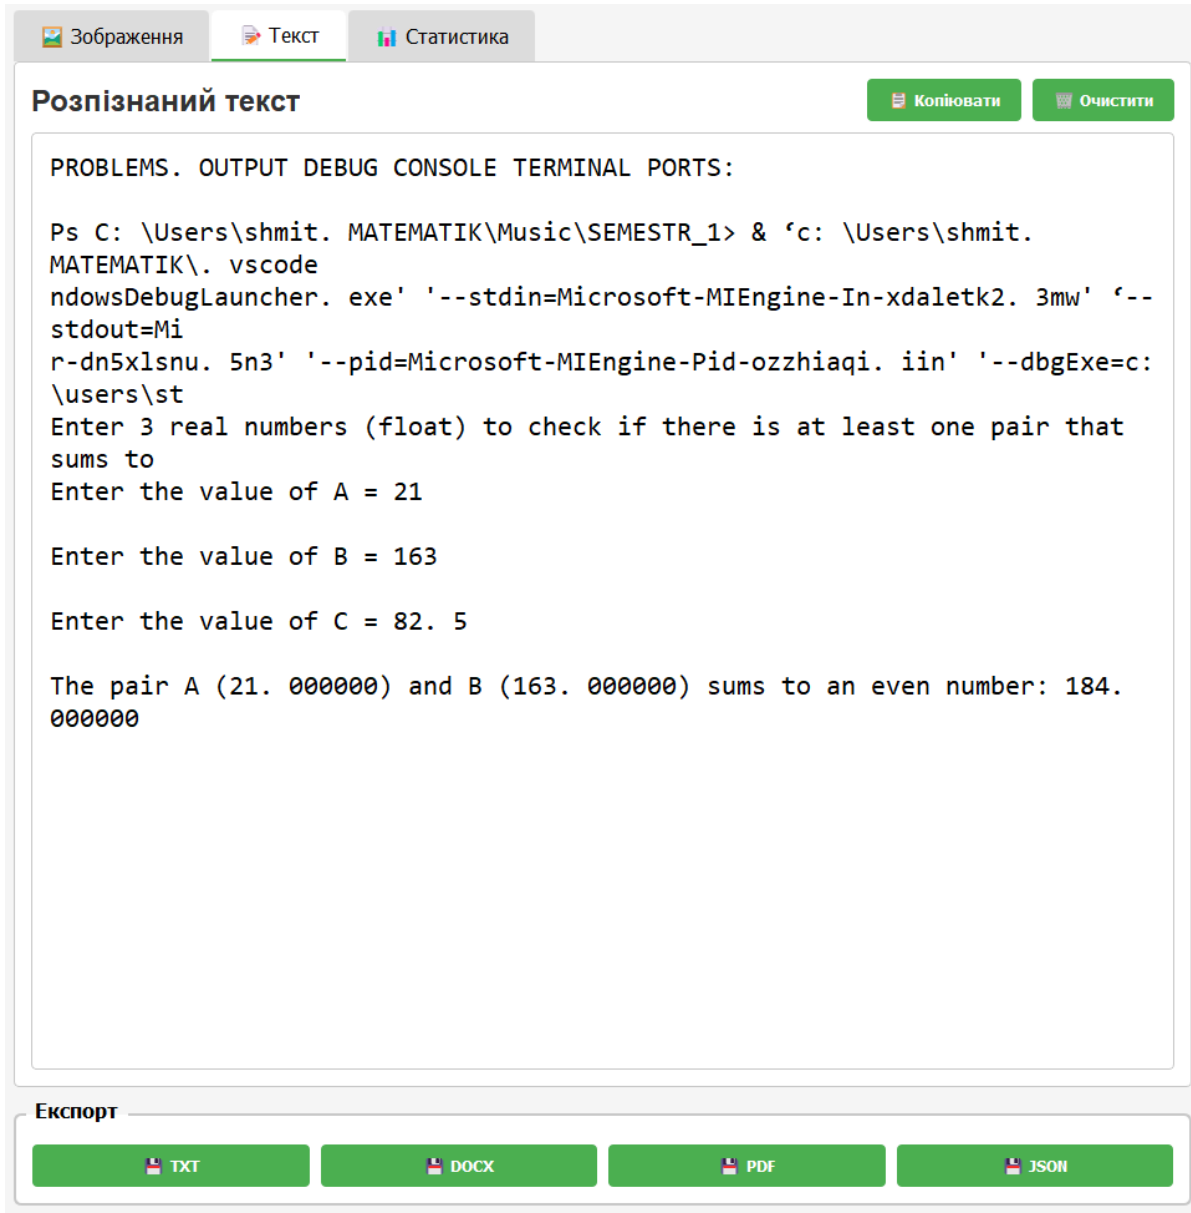 Зображення
Текст
Статистика
Розпізнаний текст
Копіювати
Очистити
PROBLEMS. OUTPUT DEBUG CONSOLE TERMINAL PORTS:
Ps C: \Users\shmit. MATEMATIK\Music\SEMESTR_1> & ‘c: \Users\shmit.
MATEMATIK\. vscode
ndowsDebugLauncher. exe' '--stdin=Microsoft-MIEngine-In-xdaletk2. 3mw' ‘--
stdout=Mi
r-dn5xlsnu. 5n3' '--pid=Microsoft-MIEngine-Pid-ozzhiaqi. iin' '--dbgExe=c:
\users\st
Enter 3 real numbers (float) to check if there is at least one pair that
sums to
Enter the value of A = 21
Enter the value of B = 163
Enter the value of C = 82. 5
The pair A (21. 000000) and B (163. 000000) sums to an even number: 184.
000000
Експорт
TXT
DOCX
PDF
JSON